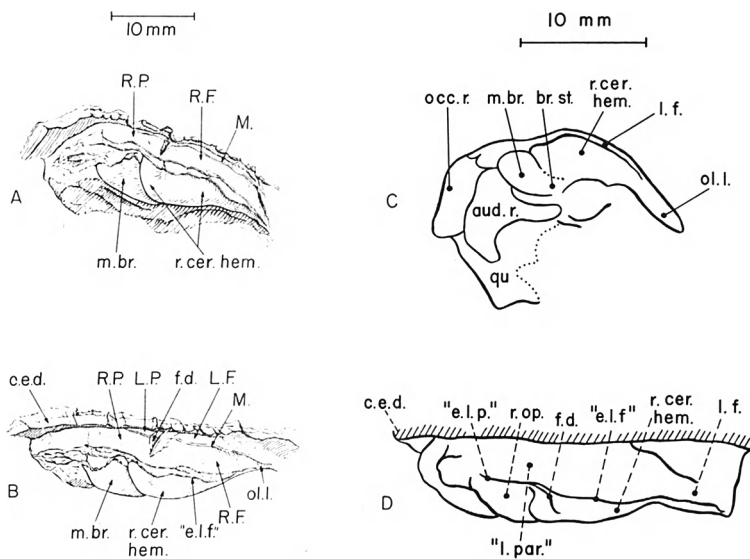 10 mm
R.P.
R.F.
M.
A
m.br.
r.cer. hem.
10 mm
occ. r.
m.br.
br. st.
r.cer.
hem.
l. f.
ol. l.
C
aud. r.
qu
c.e.d.
R.P.
L.P.
f.d.
L.F.
M.
ol.l.
B
R.F.
m.br.
r. cer.
hem.
"e.l.f."
c.e.d.
"e.l.p."
r. op.
f.d.
"e.l.f"
r. cer.
hem.
l. f.
D
"l. par."